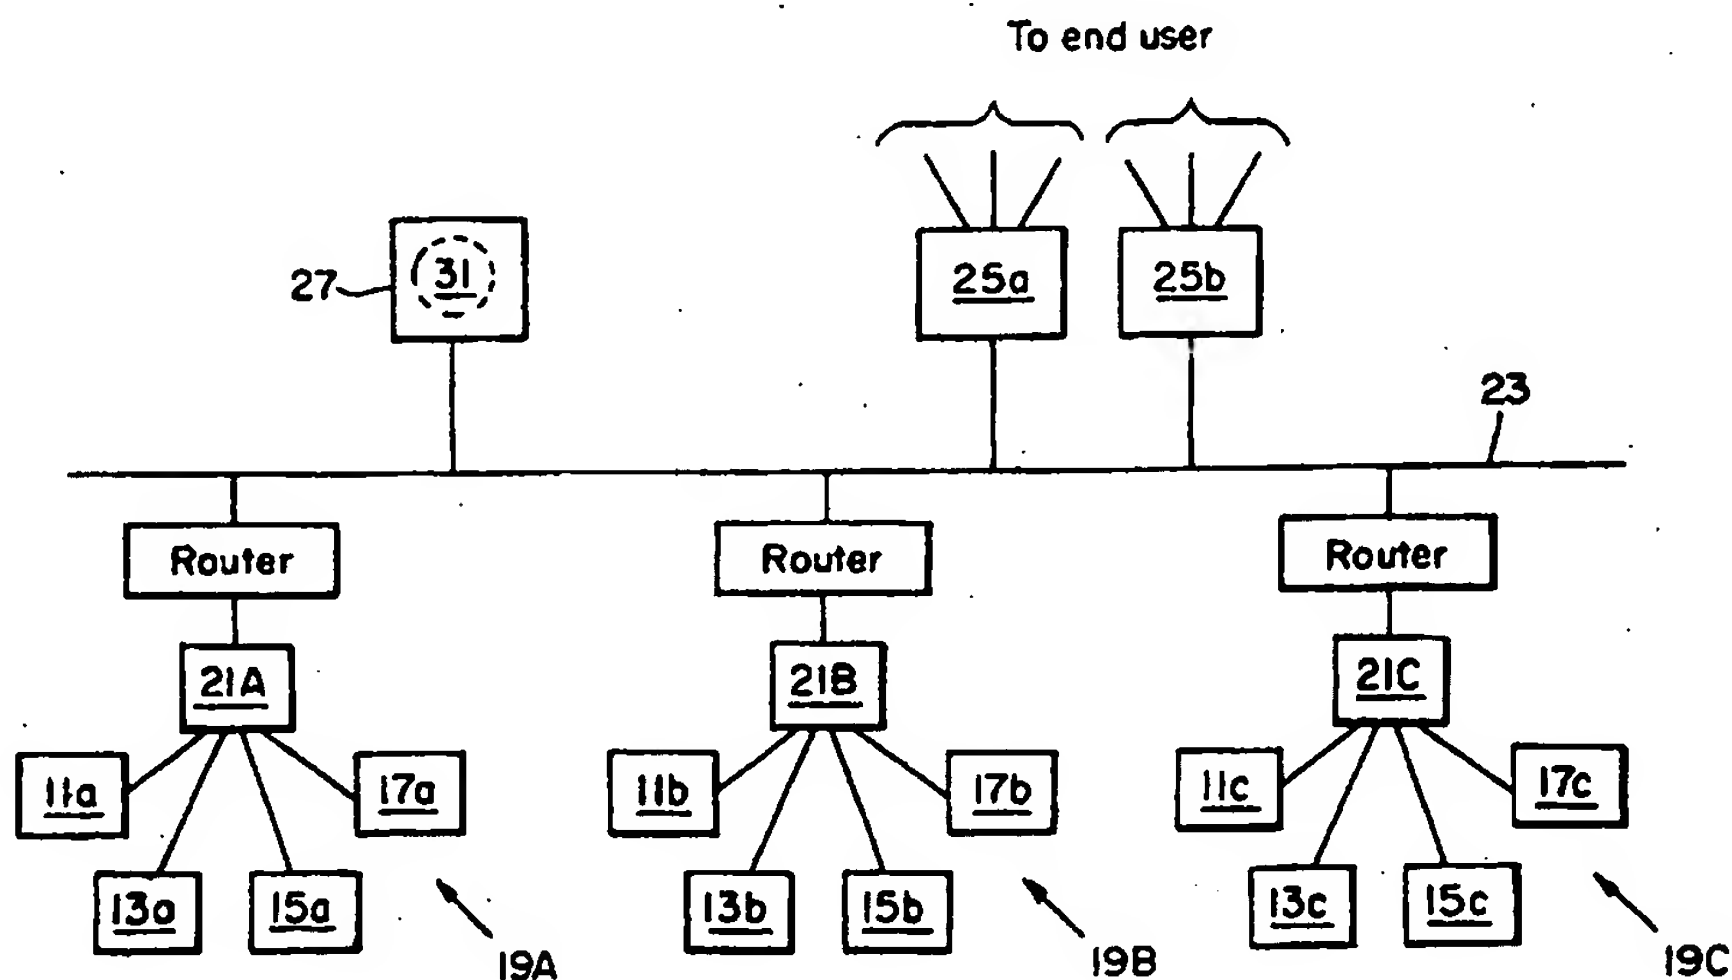 To end user
27
31
25a
25b
23
Router
Router
Router
21A
21B
21C
11a
17a
11b
17b
11c
17c
13a
15a
13b
15b
13c
15c
19A
19B
19C